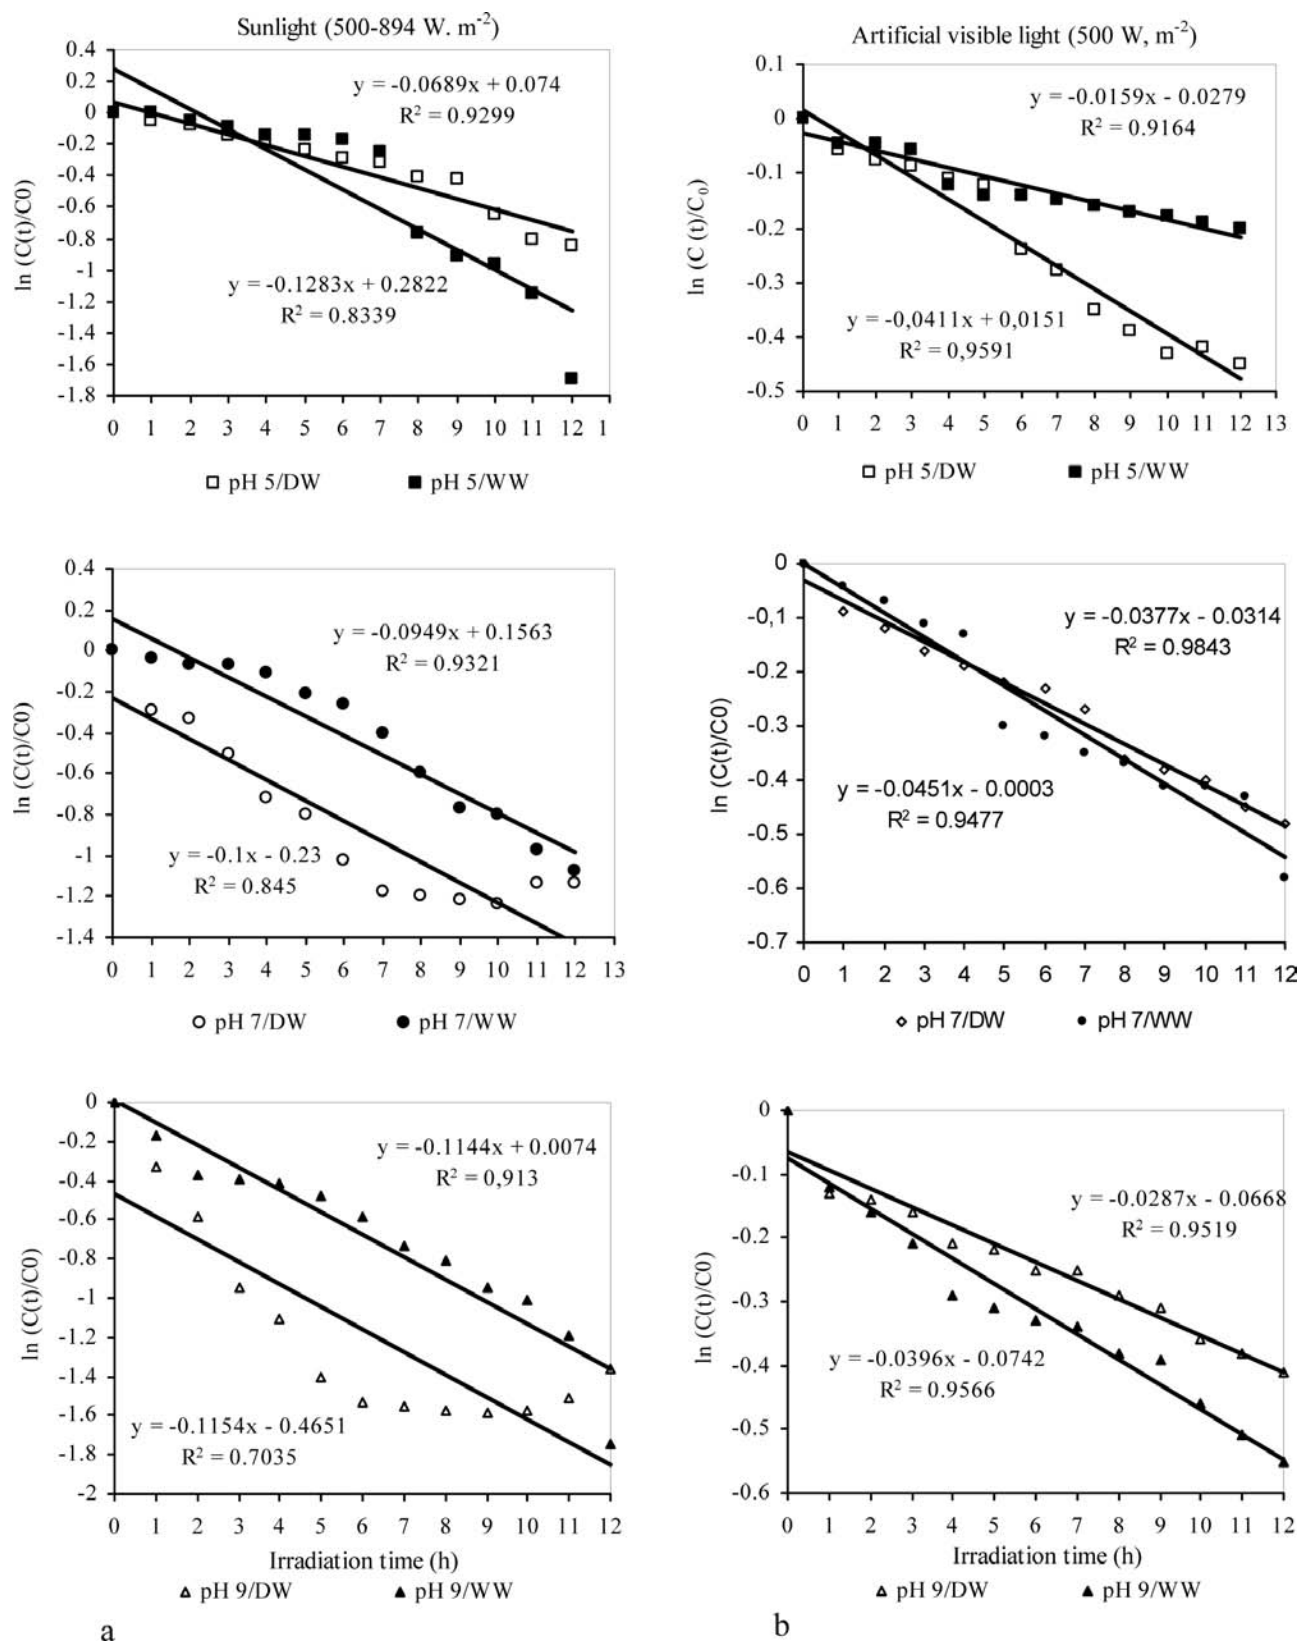 Sunlight (500-894 W. m-2)
0.4
0.2
0
-0.2
-0.4
-0.6
-0.8
-1
-1.2
-1.4
-1.6
-1.8
ln (C(t)/C0)
y = -0.0689x + 0.074
R2 = 0.9299
y = -0.1283x + 0.2822
R2 = 0.8339
0 1 2 3 4 5 6 7 8 9 10 11 12 1
pH 5/DW pH 5/WW
Artificial visible light (500 W, m-2)
0.1
0
-0.1
-0.2
-0.3
-0.4
-0.5
ln (C (t)/C0)
y = -0.0159x - 0.0279
R2 = 0.9164
y = -0,0411x + 0,0151
R2 = 0,9591
0 1 2 3 4 5 6 7 8 9 10 11 12 13
pH 5/DW pH 5/WW
0.4
0.2
0
-0.2
-0.4
-0.6
-0.8
-1
-1.2
-1.4
ln (C(t)/C0)
y = -0.0949x + 0.1563
R2 = 0.9321
y = -0.1x - 0.23
R2 = 0.845
0 1 2 3 4 5 6 7 8 9 10 11 12 13
pH 7/DW pH 7/WW
0
-0,1
-0.2
-0.3
-0.4
-0.5
-0.6
-0.7
ln (C(t)/C0)
y = -0.0377x - 0.0314
R2 = 0.9843
y = -0.0451x - 0.0003
R2 = 0.9477
0 1 2 3 4 5 6 7 8 9 10 11 12
pH 7/DW pH 7/WW
0
-0.2
-0.4
-0.6
-0.8
-1
-1.2
-1.4
-1.6
-1.8
-2
ln (C(t)/C0)
y = -0.1144x + 0.0074
R2 = 0,913
y = -0.1154x - 0.4651
R2 = 0.7035
0 1 2 3 4 5 6 7 8 9 10 11 12
Irradiation time (h)
pH 9/DW pH 9/WW
a
0
-0.1
-0.2
-0.3
-0.4
-0.5
-0.6
ln (C(t)/C0)
y = -0.0287x - 0.0668
R2 = 0.9519
y = -0.0396x - 0.0742
R2 = 0.9566
0 1 2 3 4 5 6 7 8 9 10 11 12
Irradiation time (h)
pH 9/DW pH 9/WW
b